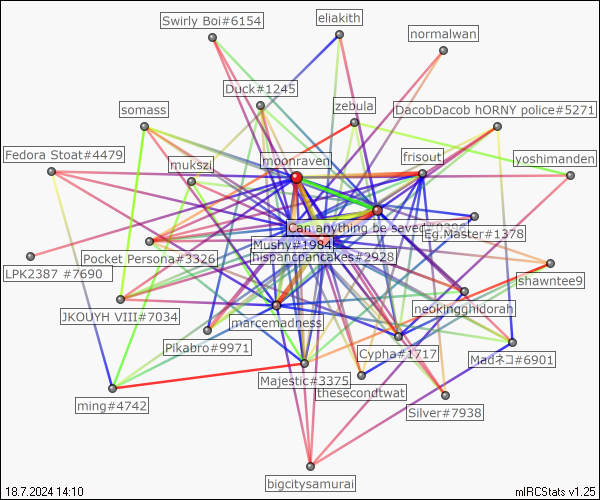 Swirly Boi#6154
eliakith
normalwan
Duck#1245
zebula
DacobDacob hORNY police#5271
somass
Fedora Stoat#4479
mukszi
moonraven
frisout
yoshimanden
Can anything be saved
Eg.Master#1378
Mushy#1984
hispancpancakes#2928
Pocket Persona#3326
LPK2387 #7690
shawntee9
JKOUYH VIII#7034
neokingghidorah
marcemadness
Pikabro#9971
Cypha#1717
Madネコ#6901
Majestic#3375
thesecondtwat
ming#4742
Silver#7938
bigcitysamurai
18.7.2024 14:10
mIRCStats v1.25